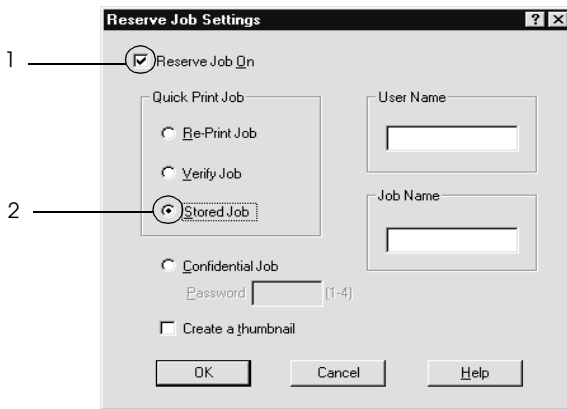 Reserve Job Settings
1
Reserve Job On
Quick Print Job
Re-Print Job
Verify Job
2
Stored Job
User Name
Job Name
Confidential Job
Password
(1-4)
Create a thumbnail
OK
Cancel
Help